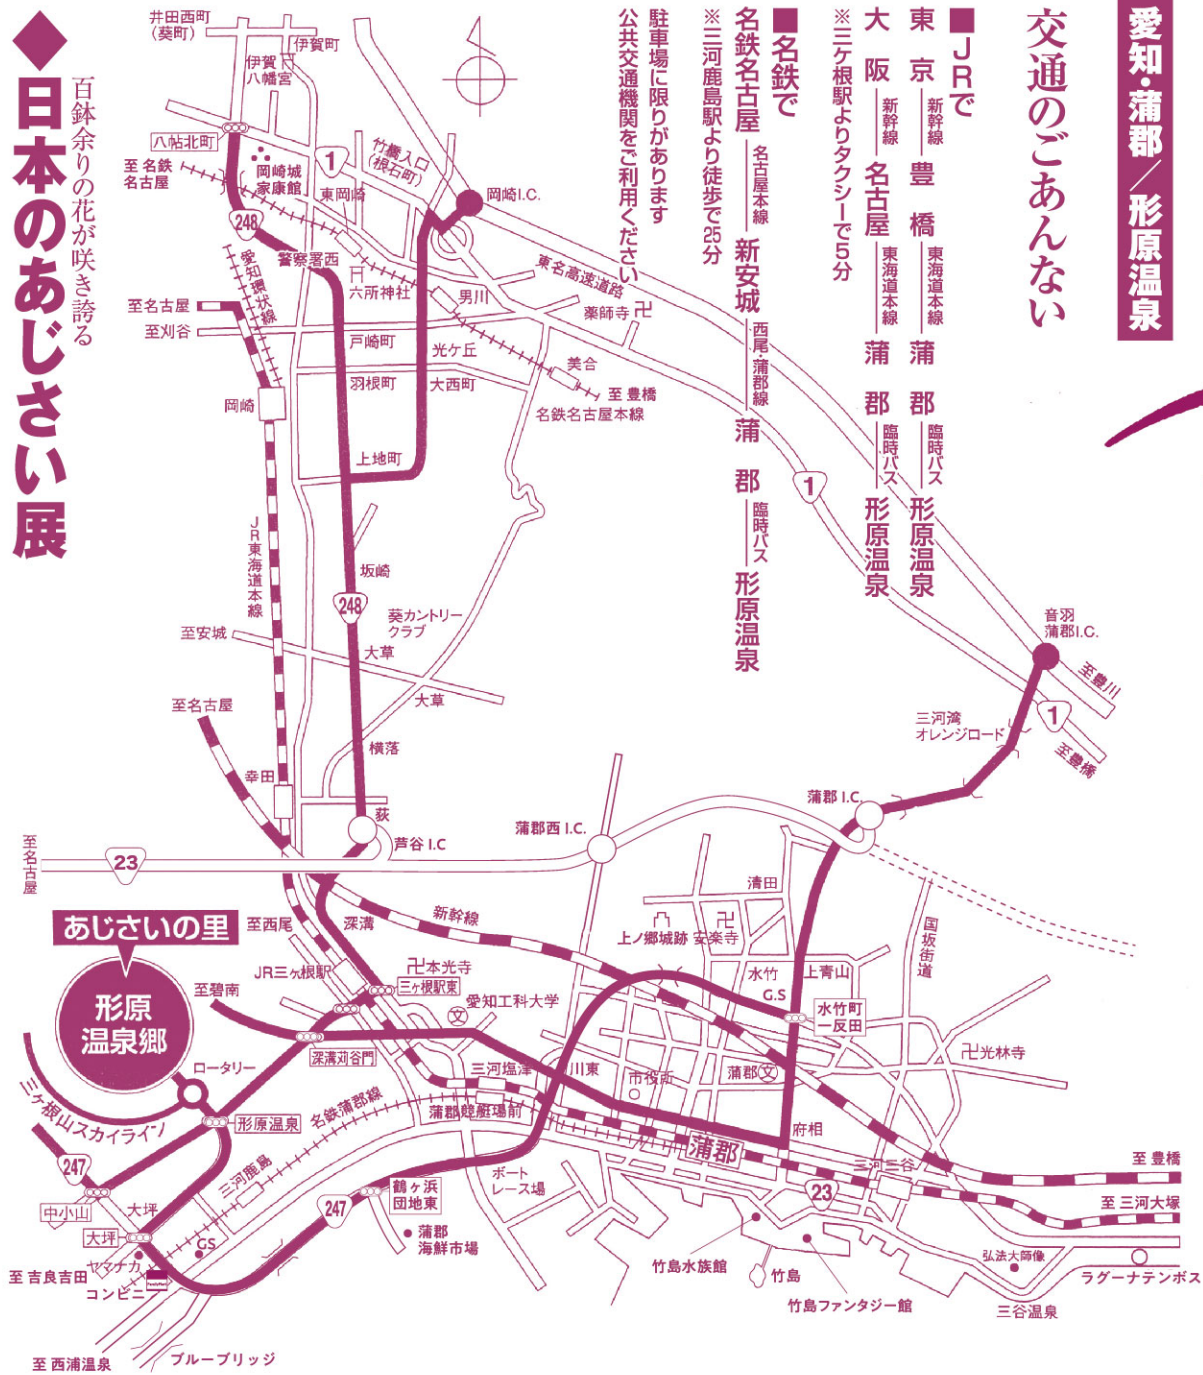 愛知・蒲郡／形原温泉
交通のごあんない
■JRで
東京 新幹線 豊橋 東海道本線 蒲郡 臨時バス 形原温泉
大阪 新幹線 名古屋 東海道本線 蒲郡 臨時バス 形原温泉
※三ケ根駅よりタクシーで5分
■名鉄で
名鉄名古屋 名古屋本線 新安城 西尾・蒲郡線 蒲郡 臨時バス 形原温泉
※三河鹿島駅より徒歩で25分
駐車場に限りがあります
公共交通機関をご利用ください
百鉢余りの花が咲き誇る
◆日本のあじさい展
井田西町
(葵町)
伊賀町
伊賀
八幡宮
八帖北町
至 名鉄
名古屋
岡崎城
家康館
1
竹橋入口
(根石町)
岡崎I.C.
東岡崎
248
愛知環状線
警察署西
六所神社
男川
東名高速道路
薬師寺
至名古屋
至刈谷
戸崎町
光ケ丘
美合
羽根町
大西町
至 豊橋
名鉄名古屋本線
岡崎
上地町
1
JR東海道本線
坂崎
248
葵カントリー
クラブ
至安城
大草
大草
音羽
蒲郡I.C.
至豊川
1
至豊橋
三河湾
オレンジロード
至名古屋
横落
幸田
荻
芦谷 I.C
蒲郡西 I.C.
蒲郡 I.C.
至名古屋
23
清田
あじさいの里
至西尾
深溝
新幹線
上ノ郷城跡
安楽寺
国坂街道
形原
温泉郷
JR三ヶ根駅
本光寺
三ヶ根駅東
水竹
上青山
G.S
至碧南
愛知工科大学
文
水竹町
一反田
深溝刈谷門
ロータリー
三河塩津
川東
市役所
蒲郡
文
光林寺
三ヶ根山スカイライン
形原温泉
名鉄蒲郡線
蒲郡競艇場前
蒲郡
府相
247
三河鹿島
ボート
レース場
三河三谷
至 豊橋
中小山
大坪
247
鶴ヶ浜
団地東
23
至 三河大塚
大坪
GS
蒲郡
海鮮市場
ヤマナカ
至 吉良吉田
コンビニ
竹島水族館
竹島
弘法大師像
ラグーナテンボス
竹島ファンタジー館
三谷温泉
至 西浦温泉
ブルーブリッジ